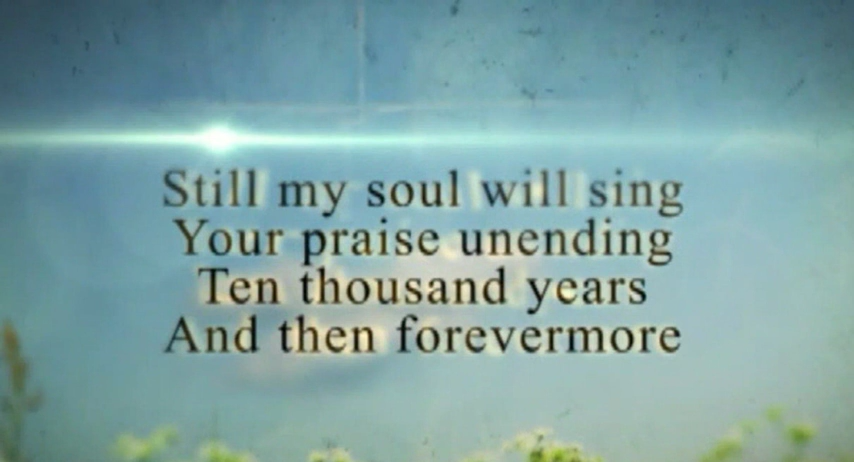 Still my soul will sing
Your praise unending
Ten thousand years
And then forevermore